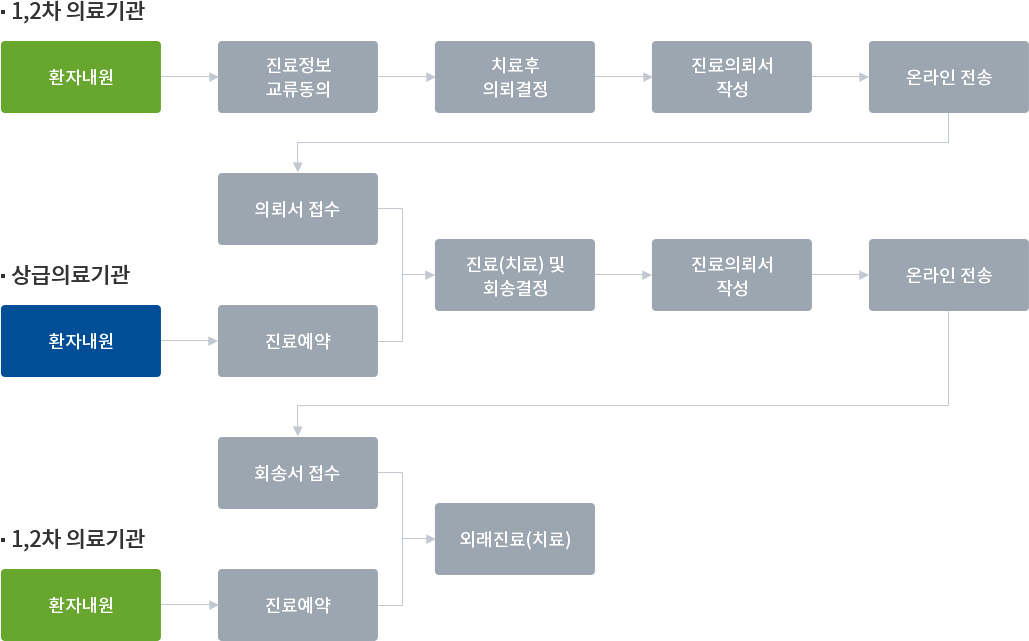 · 1,2차 의료기관
환자내원
진료정보
교류동의
치료후
의뢰결정
진료의뢰서
작성
온라인 전송
의뢰서 접수
진료(치료) 및
회송결정
진료의뢰서
작성
온라인 전송
· 상급의료기관
환자내원
진료예약
회송서 접수
외래진료(치료)
· 1,2차 의료기관
환자내원
진료예약